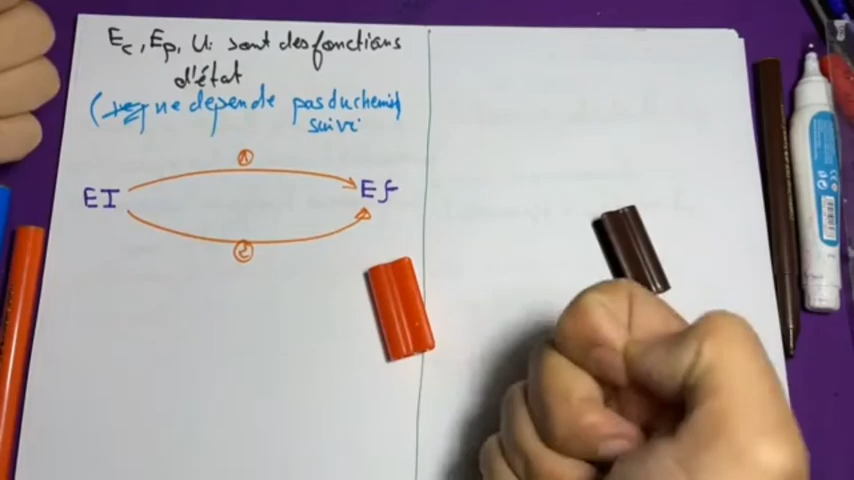 Ec, Ep, U: sont des fonctions
d'état
( ne depende pas du chemin)
suivi
①
EI Ef
②